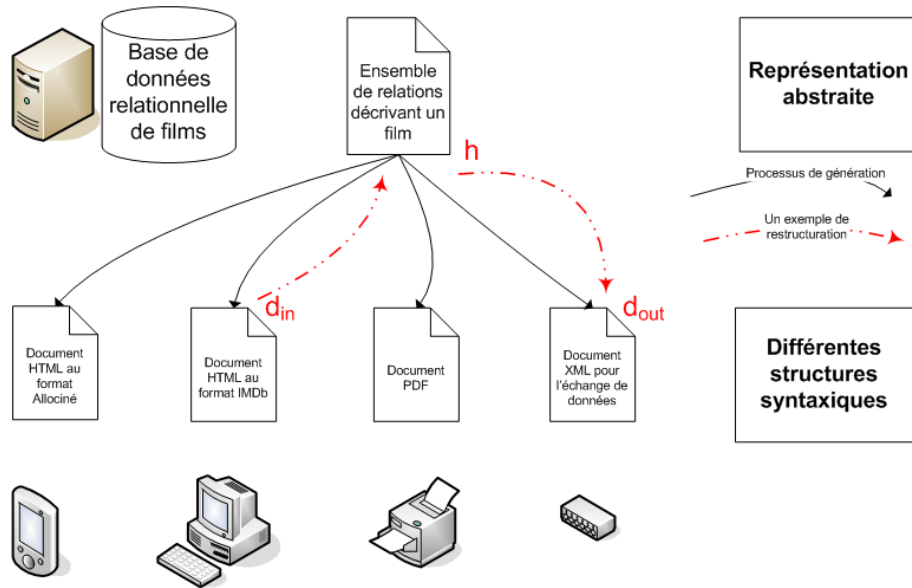 Base de
données
relationnelle
de films
Ensemble
de relations
décrivant un
film
Représentation
abstraite
h
Processus de génération
Un exemple de
restructuration
d_in
d_out
Document
HTML au
format
Allociné
Document
HTML au
format IMDb
Document
PDF
Document
XML pour
l'échange de
données
Différentes
structures
syntaxiques